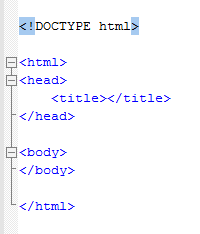 <!DOCTYPE html>
<html>
<head>
<title></title>
</head>
<body>
</body>
</html>